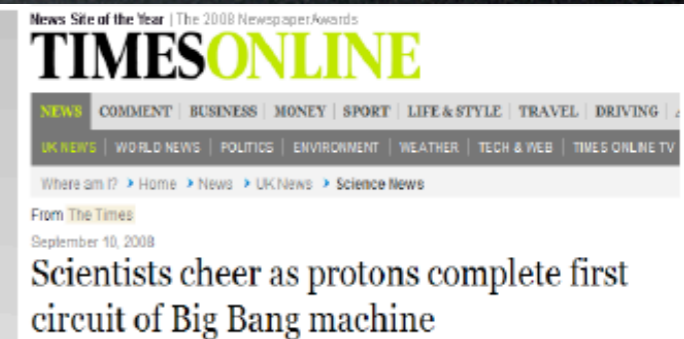 News Site of the Year | The 2008 Newspaper Awards
TIMESONLINE
NEWS COMMENT | BUSINESS | MONEY | SPORT | LIFE & STYLE | TRAVEL | DRIVING |
UK NEWS | WORLD NEWS | POLITICS | ENVIRONMENT | WEATHER | TECH & WEB | TIMES ONLINE TV
Where am I? Home News UK News Science News
From The Times
September 10, 2008
Scientists cheer as protons complete first
circuit of Big Bang machine